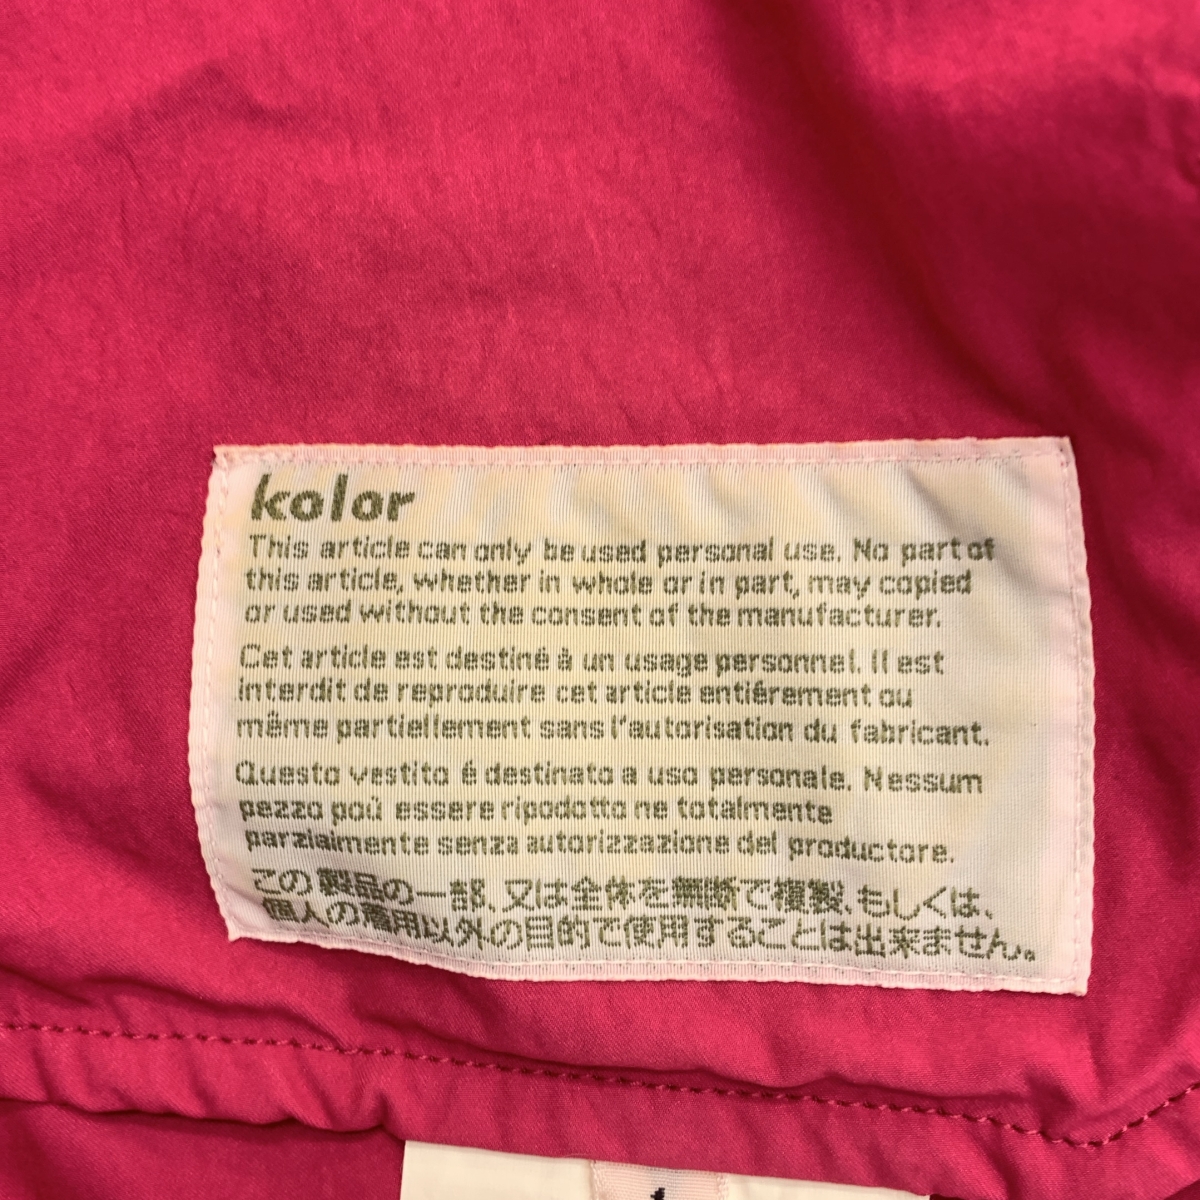 kolor
This article can only be used personal use. No part of
this article, whether in whole or in part, may copied
or used without the consent of the manufacturer.
Cet article est destiné à un usage personnel. Il est
interdit de reproduire cet article entiérement ou
même partiellement sans l'autorisation du fabricant.
Questo vestito é destinato a uso personale. Nessum
pezzo poù essere ripodotto ne totalmente
parzialmente senza autorizzazione del productore.
この製品の一部、又は全体を無断で複製、もしくは、
個人の着用以外の目的で使用することは出来ません。